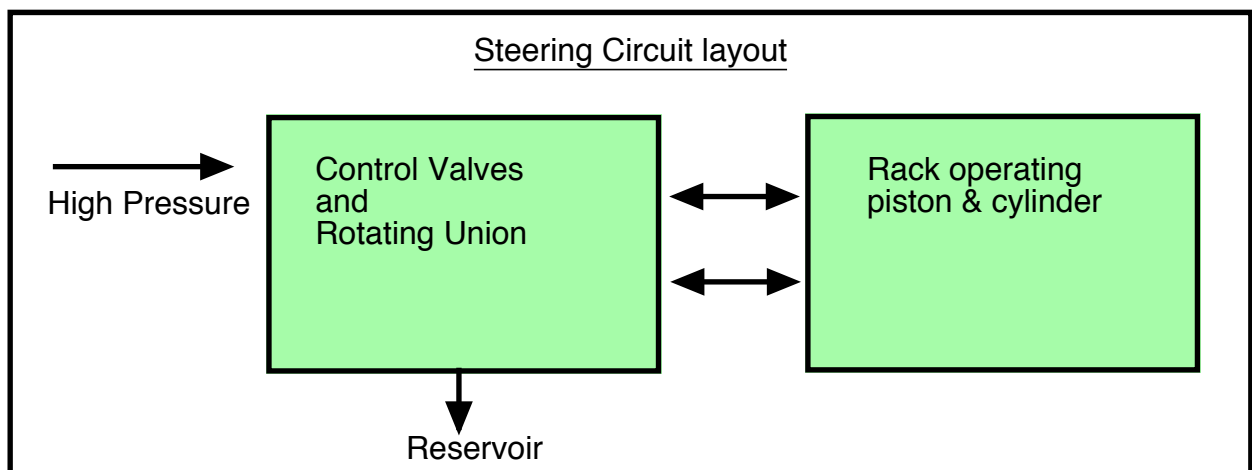 Steering Circuit layout
High Pressure
Control Valves
and
Rotating Union
Rack operating
piston & cylinder
Reservoir